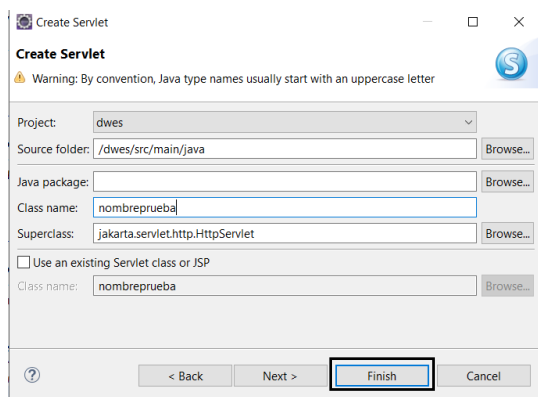 Create Servlet
Create Servlet
Warning: By convention, Java type names usually start with an uppercase letter
Project: dwes
Source folder: /dwes/src/main/java Browse...
Java package: Browse...
Class name: nombreprueba
Superclass: jakarta.servlet.http.HttpServlet Browse...
Use an existing Servlet class or JSP
Class name: nombreprueba Browse...
? < Back Next > Finish Cancel